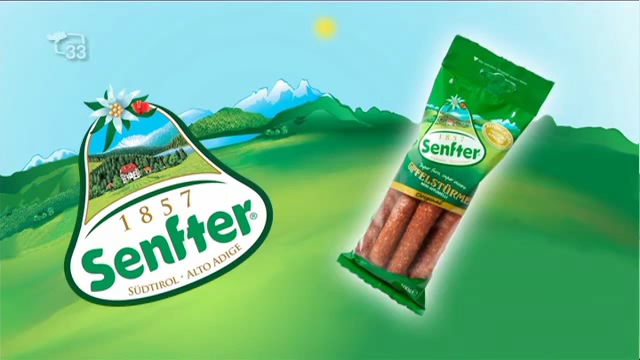 33
1857
Senfter®
SÜDTIROL · ALTO ADIGE
1857
Senfter
GIPFELSTÜRMER